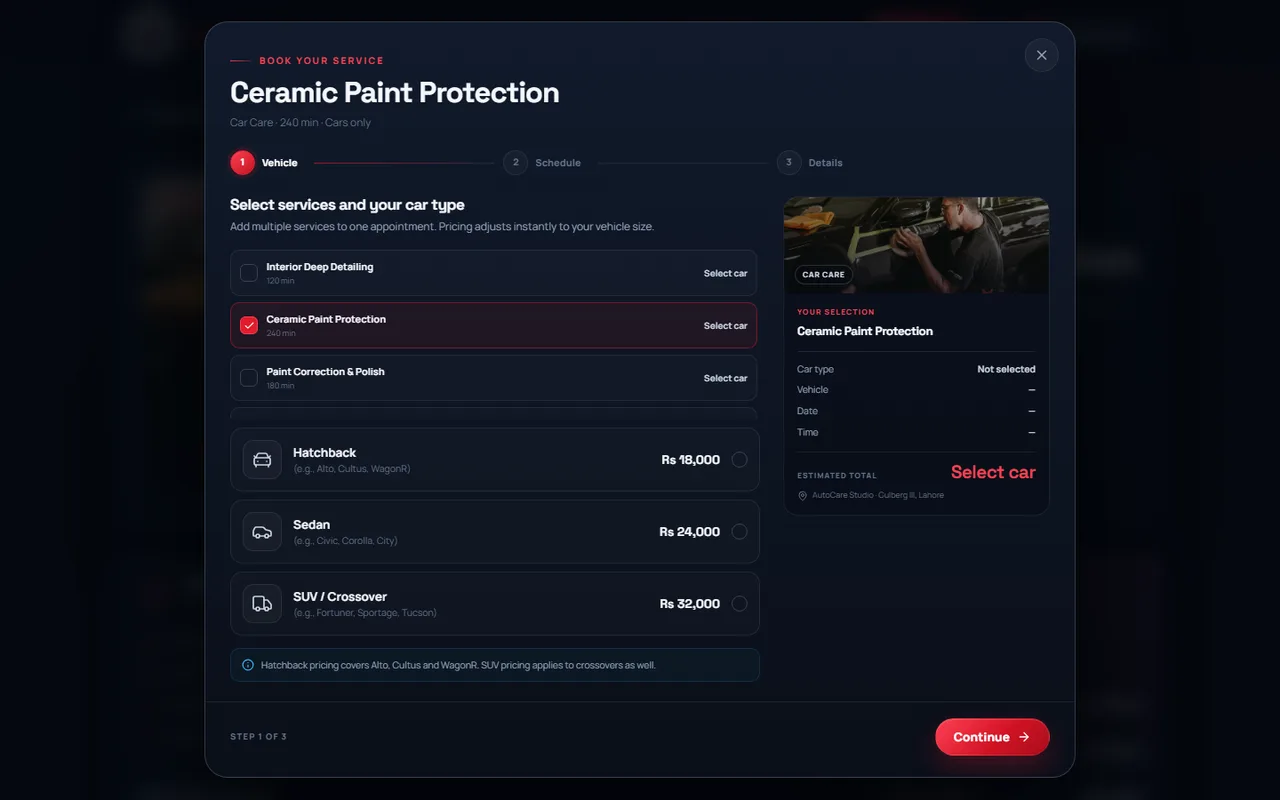 BOOK YOUR SERVICE
Ceramic Paint Protection
Car Care · 240 min · Cars only
1 Vehicle
2 Schedule
3 Details
Select services and your car type
Add multiple services to one appointment. Pricing adjusts instantly to your vehicle size.
Interior Deep Detailing
120 min
Select car
Ceramic Paint Protection
240 min
Select car
Paint Correction & Polish
180 min
Select car
Hatchback
(e.g., Alto, Cultus, WagonR)
Rs 18,000
Sedan
(e.g., Civic, Corolla, City)
Rs 24,000
SUV / Crossover
(e.g., Fortuner, Sportage, Tucson)
Rs 32,000
Hatchback pricing covers Alto, Cultus and WagonR. SUV pricing applies to crossovers as well.
CAR CARE
YOUR SELECTION
Ceramic Paint Protection
Car type Not selected
Vehicle –
Date –
Time –
ESTIMATED TOTAL Select car
AutoCare Studio · Gulberg III, Lahore
STEP 1 OF 3
Continue →